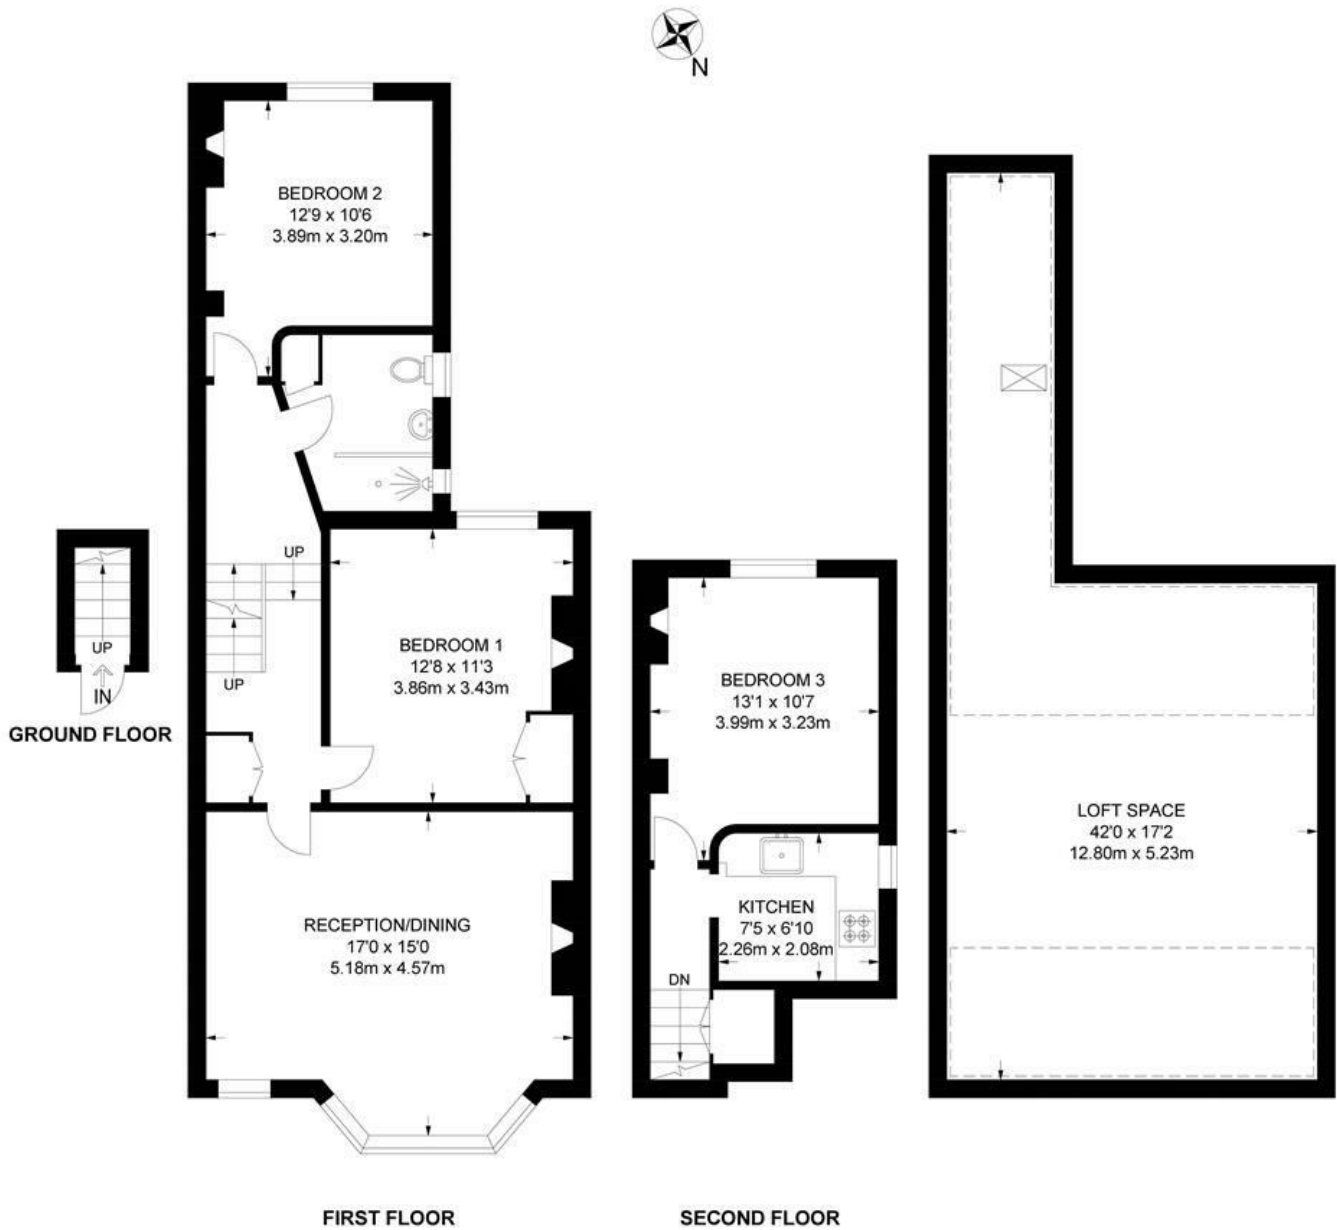 N
BEDROOM 2
12'9 x 10'6
3.89m x 3.20m
UP
UP
BEDROOM 1
12'8 x 11'3
3.86m x 3.43m
UP
IN
GROUND FLOOR
RECEPTION/DINING
17'0 x 15'0
5.18m x 4.57m
FIRST FLOOR
BEDROOM 3
13'1 x 10'7
3.99m x 3.23m
KITCHEN
7'5 x 6'10
2.26m x 2.08m
DN
SECOND FLOOR
LOFT SPACE
42'0 x 17'2
12.80m x 5.23m